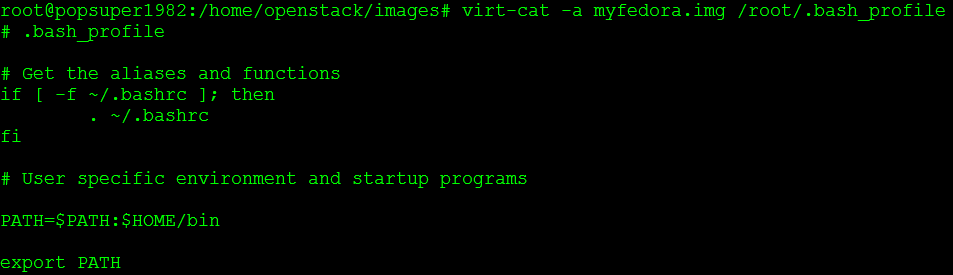 root@popsuper1982:/home/openstack/images# virt-cat -a myfedora.img /root/.bash_profile
# .bash_profile
# Get the aliases and functions
if [ -f ~/.bashrc ]; then
        . ~/.bashrc
fi
# User specific environment and startup programs
PATH=$PATH:$HOME/bin
export PATH